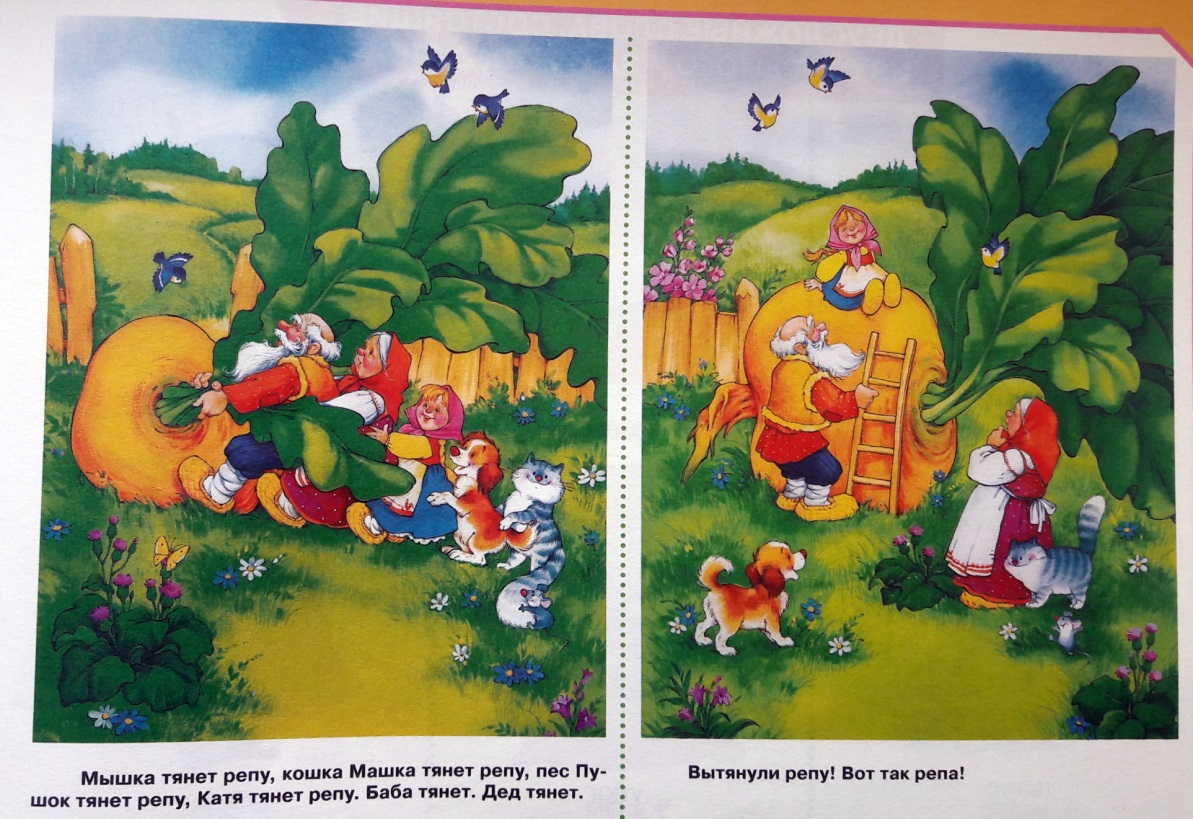 Мышка тянет репу, кошка Машка тянет репу, пес Пу-
шок тянет репу, Катя тянет репу. Баба тянет. Дед тянет.
Вытянули репу! Вот так репа!